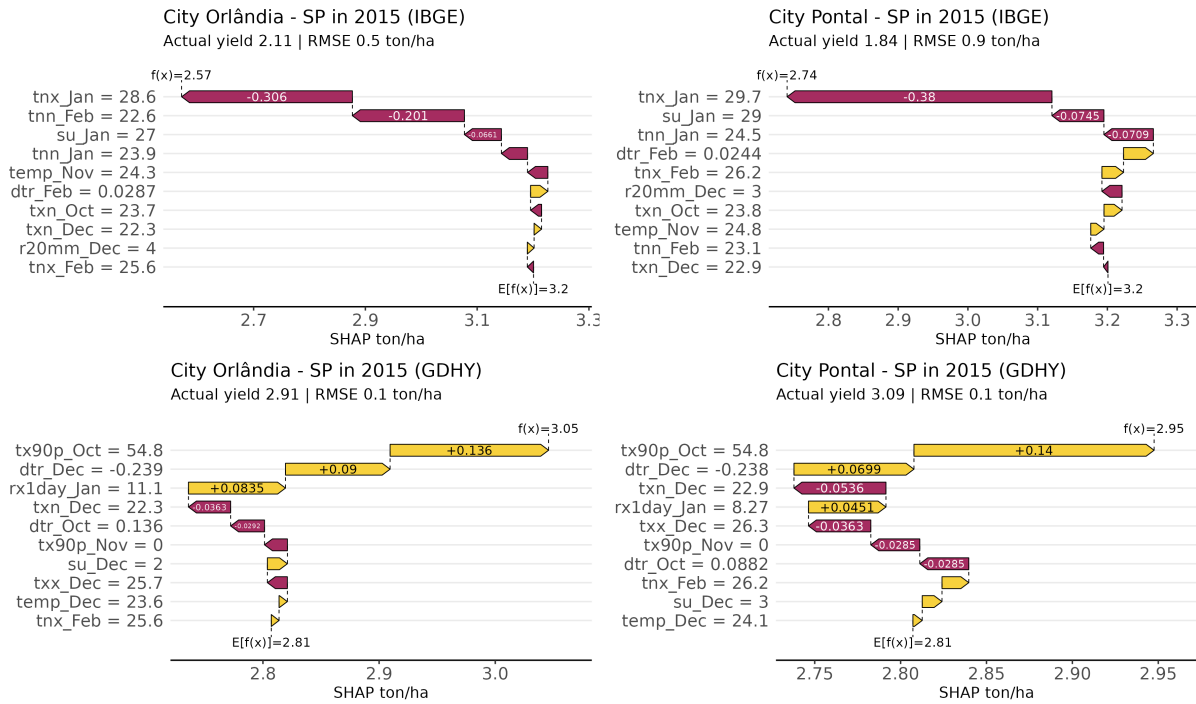 City Orlândia - SP in 2015 (IBGE)
Actual yield 2.11 | RMSE 0.5 ton/ha
f(x)=2.57
tnx_Jan = 28.6
-0.306
tnn_Feb = 22.6
-0.201
su_Jan = 27
-0.0661
tnn_Jan = 23.9
temp_Nov = 24.3
dtr_Feb = 0.0287
txn_Oct = 23.7
txn_Dec = 22.3
r20mm_Dec = 4
tnx_Feb = 25.6
E[f(x)]=3.2
2.7 2.9 3.1 3.3
SHAP ton/ha
City Pontal - SP in 2015 (IBGE)
Actual yield 1.84 | RMSE 0.9 ton/ha
f(x)=2.74
tnx_Jan = 29.7
-0.38
su_Jan = 29
-0.0745
tnn_Jan = 24.5
-0.0709
dtr_Feb = 0.0244
tnx_Feb = 26.2
r20mm_Dec = 3
txn_Oct = 23.8
temp_Nov = 24.8
tnn_Feb = 23.1
txn_Dec = 22.9
E[f(x)]=3.2
2.8 2.9 3.0 3.1 3.2 3.3
SHAP ton/ha
City Orlândia - SP in 2015 (GDHY)
Actual yield 2.91 | RMSE 0.1 ton/ha
f(x)=3.05
tx90p_Oct = 54.8
+0.136
dtr_Dec = -0.239
+0.09
rx1day_Jan = 11.1
+0.0835
txn_Dec = 22.3
-0.0363
dtr_Oct = 0.136
-0.0292
tx90p_Nov = 0
su_Dec = 2
txx_Dec = 25.7
temp_Dec = 23.6
tnx_Feb = 25.6
E[f(x)]=2.81
2.8 2.9 3.0
SHAP ton/ha
City Pontal - SP in 2015 (GDHY)
Actual yield 3.09 | RMSE 0.1 ton/ha
f(x)=2.95
tx90p_Oct = 54.8
+0.14
dtr_Dec = -0.238
+0.0699
txn_Dec = 22.9
-0.0536
rx1day_Jan = 8.27
+0.0451
txx_Dec = 26.3
-0.0363
tx90p_Nov = 0
-0.0285
dtr_Oct = 0.0882
-0.0285
tnx_Feb = 26.2
su_Dec = 3
temp_Dec = 24.1
E[f(x)]=2.81
2.75 2.80 2.85 2.90 2.95
SHAP ton/ha